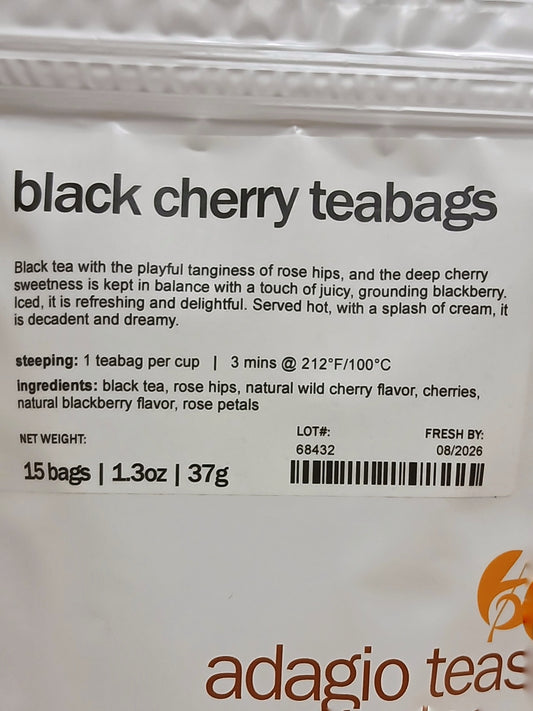 black cherry teabags
Black tea with the playful tanginess of rose hips, and the deep cherry
sweetness is kept in balance with a touch of juicy, grounding blackberry.
Iced, it is refreshing and delightful. Served hot, with a splash of cream, it
is decadent and dreamy.
steeping: 1 teabag per cup | 3 mins @ 212°F/100°C
ingredients: black tea, rose hips, natural wild cherry flavor, cherries,
natural blackberry flavor, rose petals
NET WEIGHT:
15 bags | 1.3oz | 37g
LOT#:
68432
FRESH BY:
08/2026
adagio teas